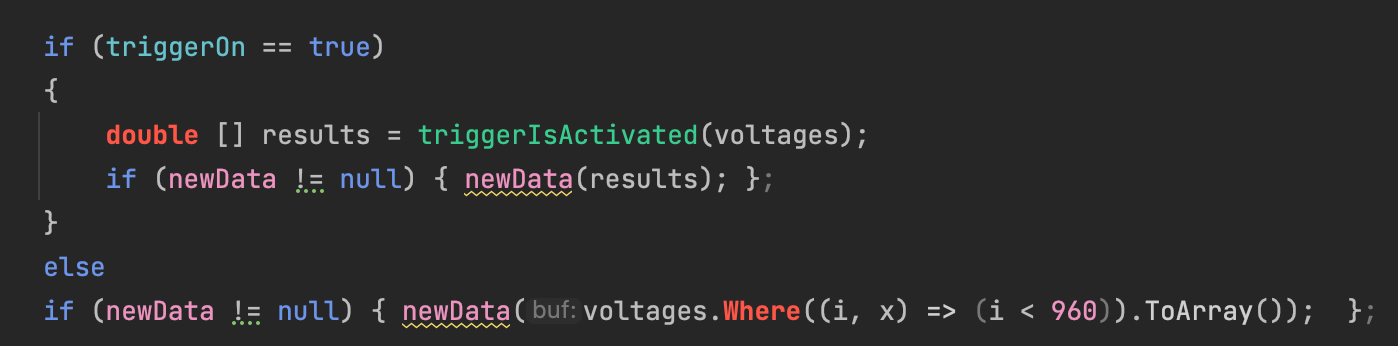 if (triggerOn == true)
{
double [] results = triggerIsActivated(voltages);
if (newData != null) { newData(results); };
}
else
if (newData != null) { newData( buf: voltages.Where((i, x) => (i < 960)).ToArray());  };